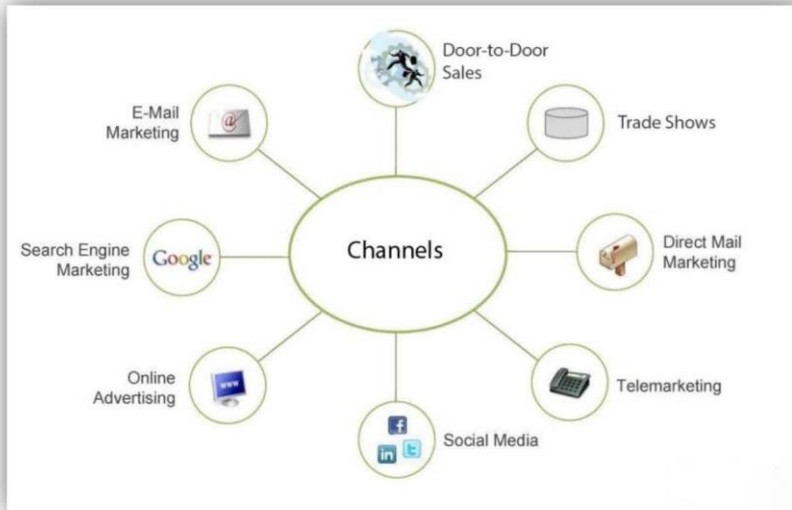 Door-to-Door
Sales
E-Mail
Marketing
@
Trade Shows
Search Engine
Marketing
Google
Channels
Direct Mail
Marketing
Online
Advertising
www
Telemarketing
f
in
t
Social Media